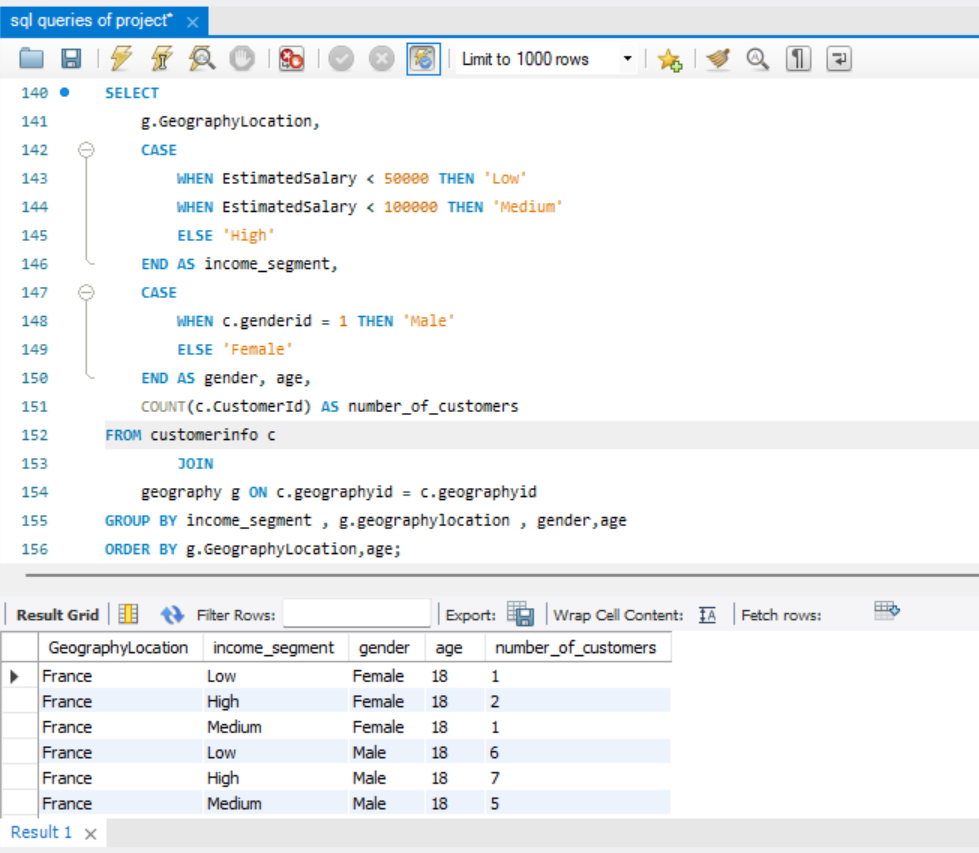 sql queries of project*
Limit to 1000 rows
140 SELECT
141 g.GeographyLocation,
142 CASE
143 WHEN EstimatedSalary < 50000 THEN 'Low'
144 WHEN EstimatedSalary < 100000 THEN 'Medium'
145 ELSE 'High'
146 END AS income_segment,
147 CASE
148 WHEN c.genderid = 1 THEN 'Male'
149 ELSE 'Female'
150 END AS gender, age,
151 COUNT(c.CustomerId) AS number_of_customers
152 FROM customerinfo c
153 JOIN
154 geography g ON c.geographyid = c.geographyid
155 GROUP BY income_segment , g.geographylocation , gender,age
156 ORDER BY g.GeographyLocation,age;
Result Grid Filter Rows: Export: Wrap Cell Content: Fetch rows:
GeographyLocation income_segment gender age number_of_customers
France Low Female 18 1
France High Female 18 2
France Medium Female 18 1
France Low Male 18 6
France High Male 18 7
France Medium Male 18 5
Result 1